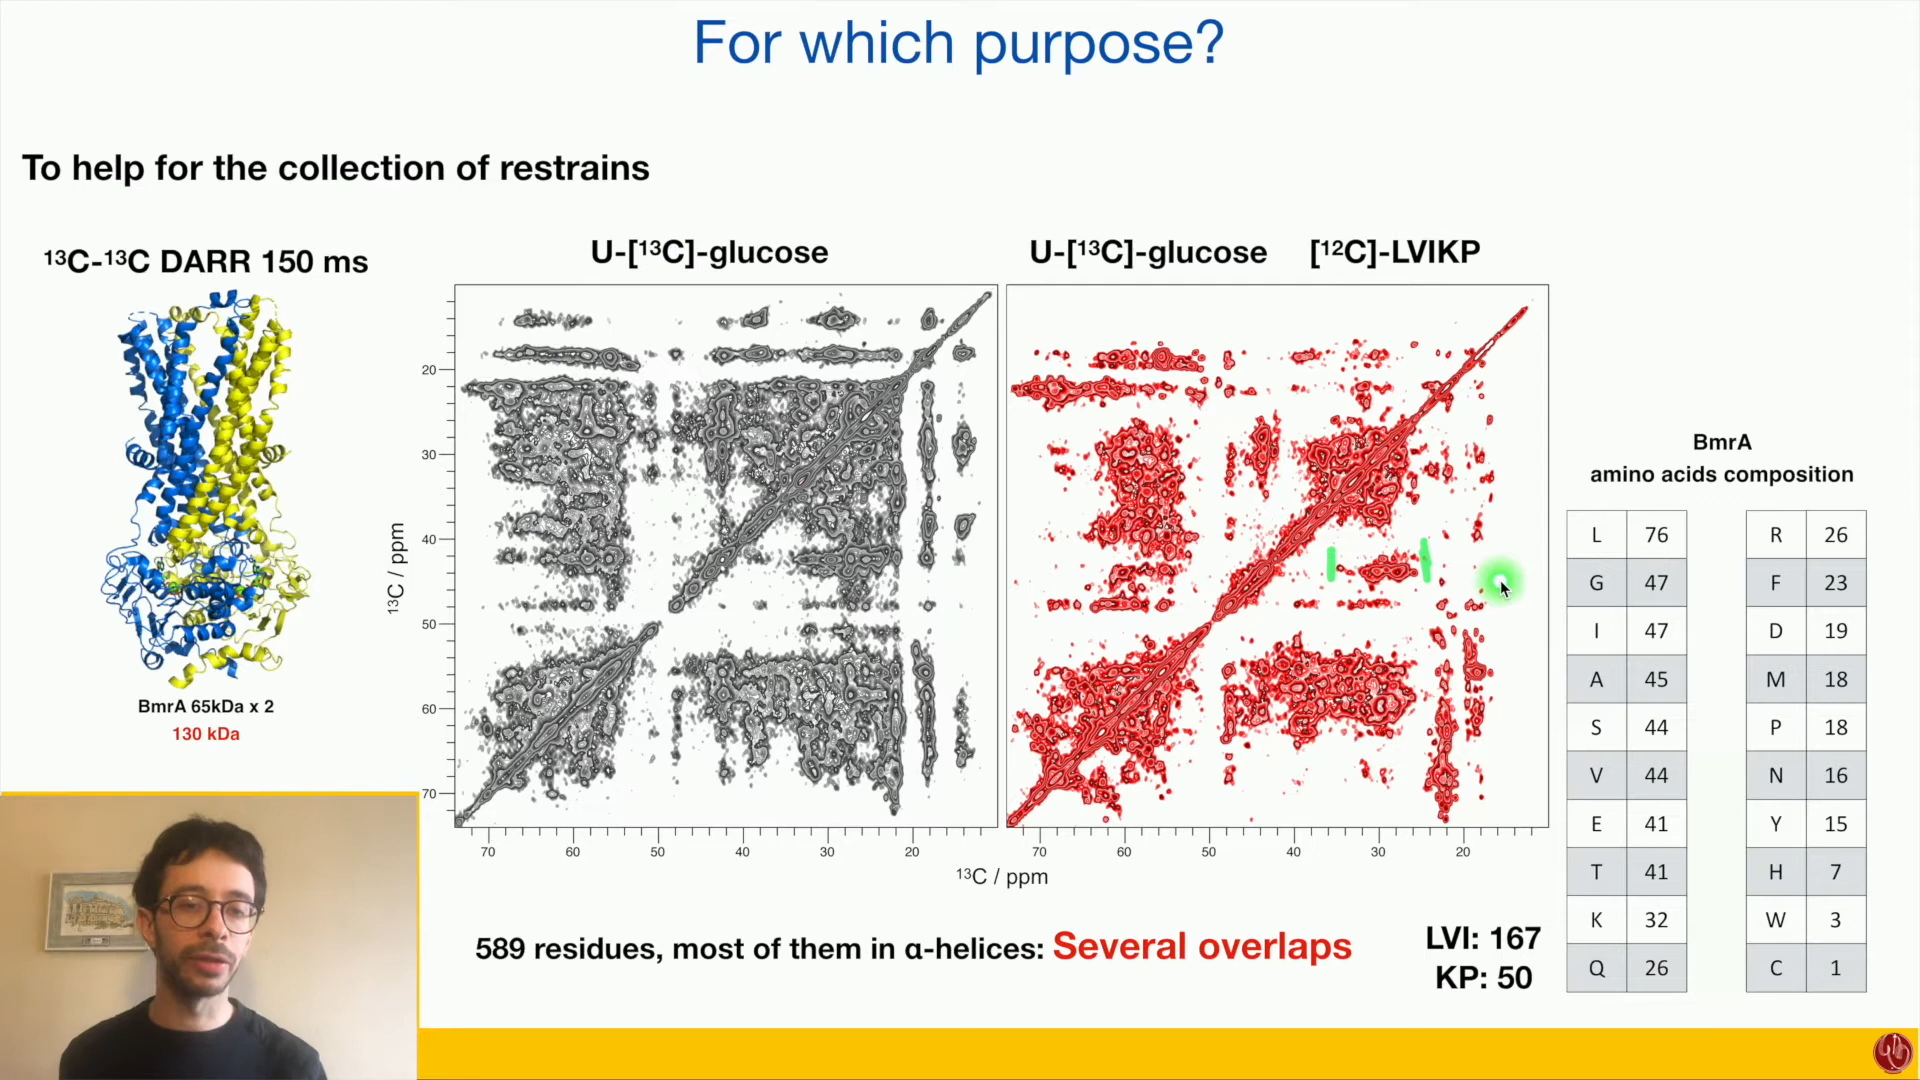 For which purpose?
To help for the collection of restrains
¹³C-¹³C DARR 150 ms
BmrA 65kDa x 2
130 kDa
U-[¹³C]-glucose
U-[¹³C]-glucose [¹²C]-LVIKP
¹³C / ppm
20
30
40
50
60
70
70 60 50 40 30 20
70 60 50 40 30 20
¹³C / ppm
589 residues, most of them in α-helices: Several overlaps
LVI: 167
KP: 50
BmrA
amino acids composition
L 76 R 26
G 47 F 23
I 47 D 19
A 45 M 18
S 44 P 18
V 44 N 16
E 41 Y 15
T 41 H 7
K 32 W 3
Q 26 C 1